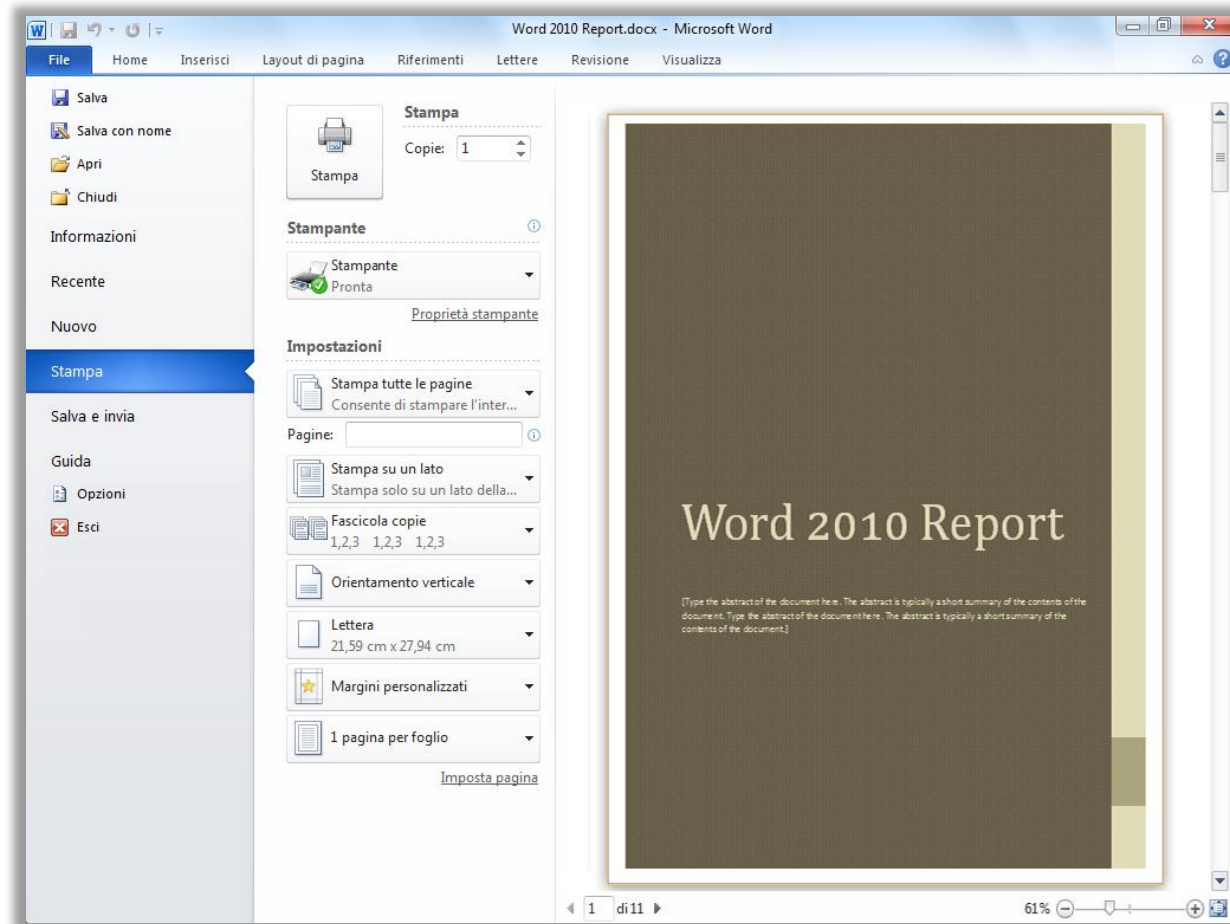 Word 2010 Report.docx - Microsoft Word
File Home Inserisci Layout di pagina Riferimenti Lettere Revisione Visualizza
Salva
Salva con nome
Apri
Chiudi
Informazioni
Recente
Nuovo
Stampa
Salva e invia
Guida
Opzioni
Esci
Stampa
Stampa
Copie: 1
Stampante
Stampante
Pronta
Proprietà stampante
Impostazioni
Stampa tutte le pagine
Consente di stampare l'inter...
Pagine:
Stampa su un lato
Stampa solo su un lato della...
Fascicola copie
1,2,3 1,2,3 1,2,3
Orientamento verticale
Lettera
21,59 cm x 27,94 cm
Margini personalizzati
1 pagina per foglio
Imposta pagina
Word 2010 Report
[Type the abstract of the document here. The abstract is typically a short summary of the contents of the
document. Type the abstract of the document here. The abstract is typically a short summary of the
contents of the document.]
1 di 11
61%